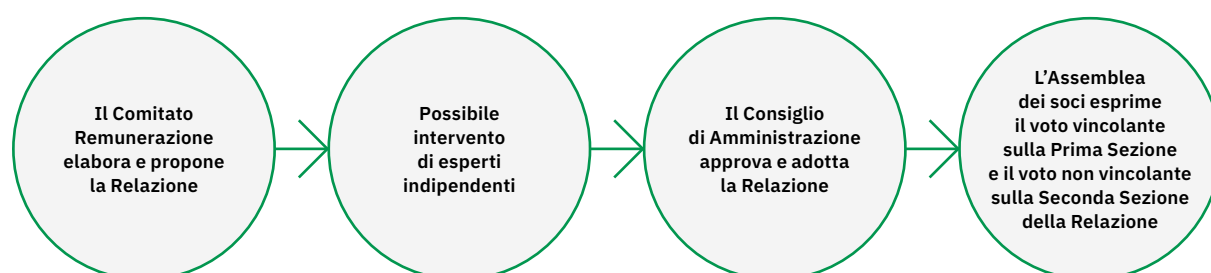 Il Comitato
Remunerazione
elabora e propone
la Relazione
Possibile
intervento
di esperti
indipendenti
Il Consiglio
di Amministrazione
approva e adotta
la Relazione
L’Assemblea
dei soci esprime
il voto vincolante
sulla Prima Sezione
e il voto non vincolante
sulla Seconda Sezione
della Relazione